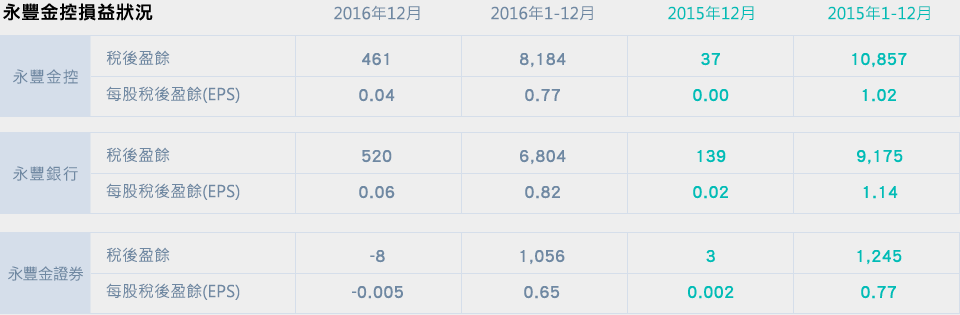 永豐金控損益狀況 2016年12月 2016年1-12月 2015年12月 2015年1-12月
永豐金控
稅後盈餘 461 8,184 37 10,857
每股稅後盈餘(EPS) 0.04 0.77 0.00 1.02
永豐銀行
稅後盈餘 520 6,804 139 9,175
每股稅後盈餘(EPS) 0.06 0.82 0.02 1.14
永豐金證券
稅後盈餘 -8 1,056 3 1,245
每股稅後盈餘(EPS) -0.005 0.65 0.002 0.77